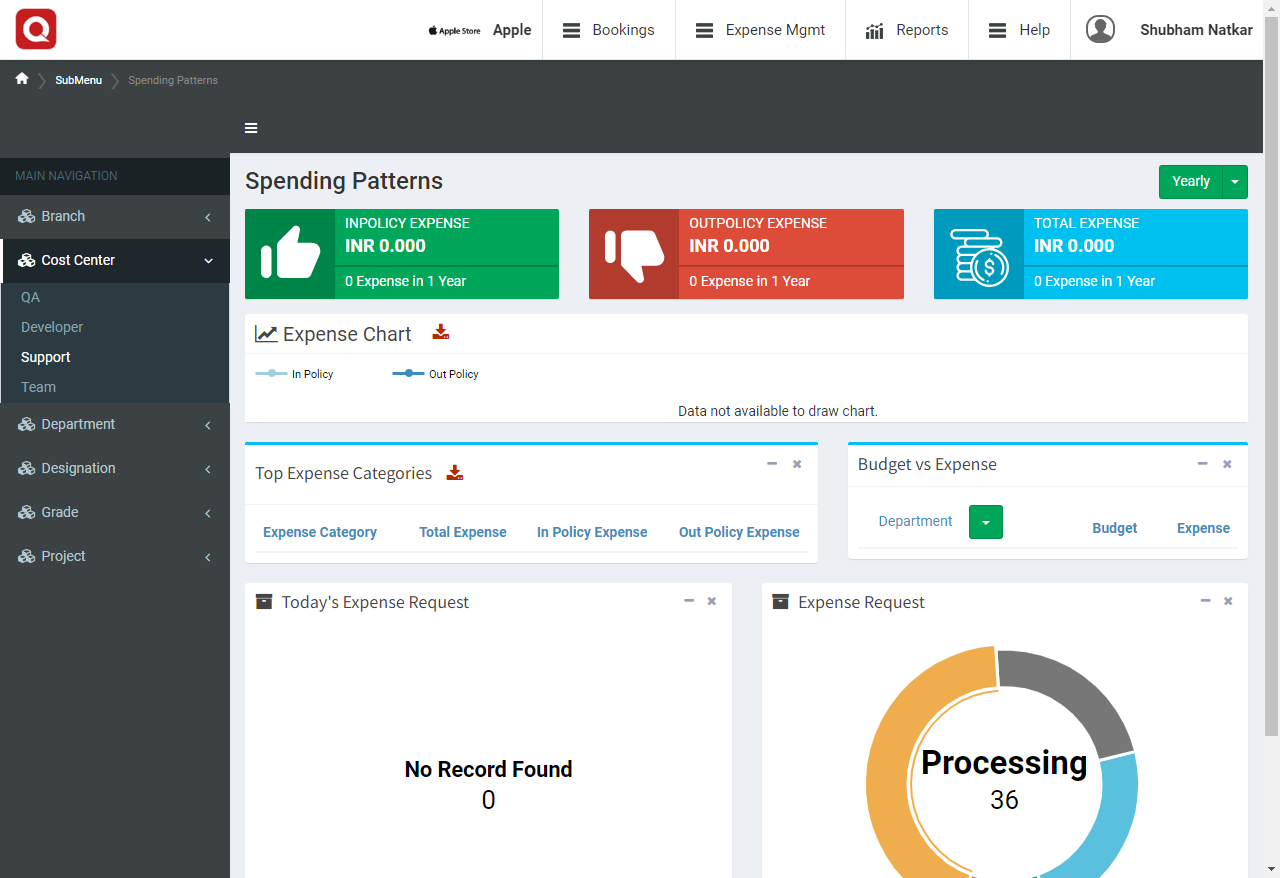 Q
Apple Store Apple Bookings Expense Mgmt Reports Help Shubham Natkar
SubMenu Spending Patterns
MAIN NAVIGATION
Branch
Cost Center
QA
Developer
Support
Team
Department
Designation
Grade
Project
Spending Patterns
Yearly
INPOLICY EXPENSE
INR 0.000
0 Expense in 1 Year
OUTPOLICY EXPENSE
INR 0.000
0 Expense in 1 Year
TOTAL EXPENSE
INR 0.000
0 Expense in 1 Year
Expense Chart
In Policy Out Policy
Data not available to draw chart.
Top Expense Categories
Expense Category Total Expense In Policy Expense Out Policy Expense
Budget vs Expense
Department Budget Expense
Today's Expense Request
No Record Found
0
Expense Request
Processing
36